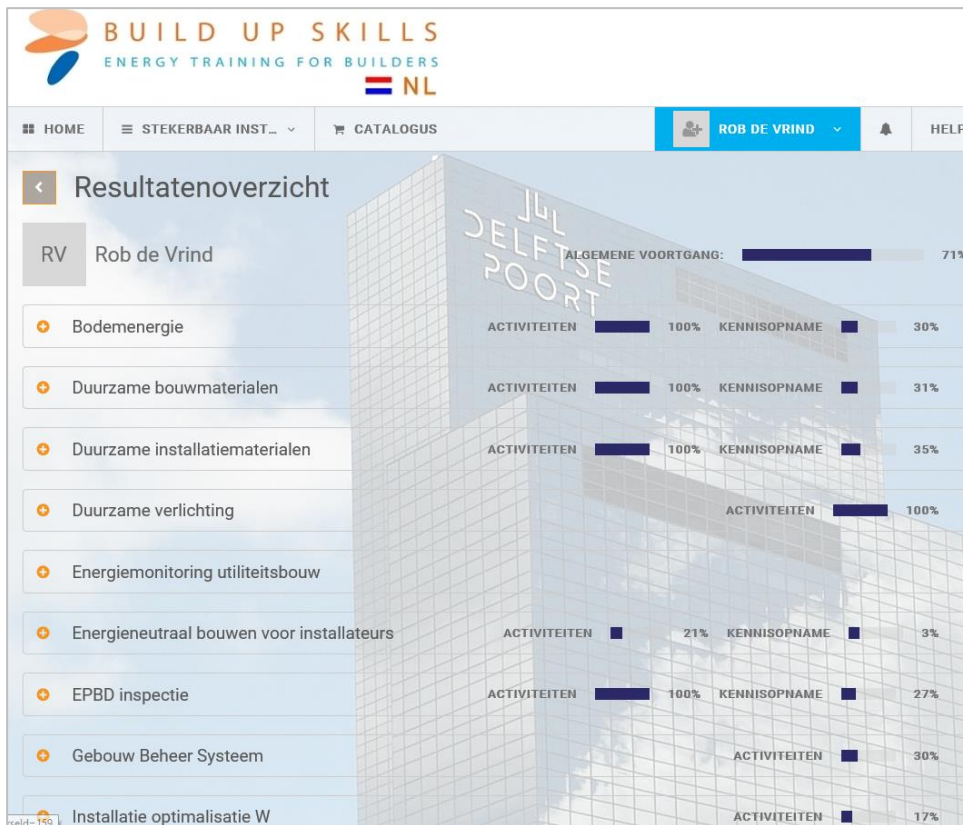 BUILD UP SKILLS
ENERGY TRAINING FOR BUILDERS
NL
HOME STEKERBAAR INST... CATALOGUS ROB DE VRIND HELP
Resultatenoverzicht
DELFTSE
POORT
RV Rob de Vrind ALGEMENE VOORTGANG: 71%
Bodemenergie ACTIVITEITEN 100% KENNISOPNAME 30%
Duurzame bouwmaterialen ACTIVITEITEN 100% KENNISOPNAME 31%
Duurzame installatiematerialen ACTIVITEITEN 100% KENNISOPNAME 35%
Duurzame verlichting ACTIVITEITEN 100%
Energiemonitoring utiliteitsbouw
Energieneutraal bouwen voor installateurs ACTIVITEITEN 21% KENNISOPNAME 3%
EPBD inspectie ACTIVITEITEN 100% KENNISOPNAME 27%
Gebouw Beheer Systeem ACTIVITEITEN 30%
Installatie optimalisatie W ACTIVITEITEN 17%